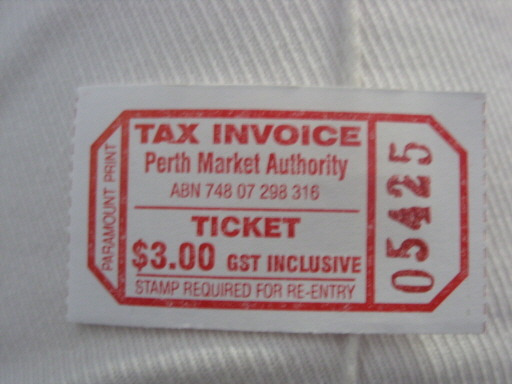 PARAMOUNT PRINT
TAX INVOICE
Perth Market Authority
ABN 748 07 298 316
TICKET
$3.00 GST INCLUSIVE
STAMP REQUIRED FOR RE-ENTRY
05425